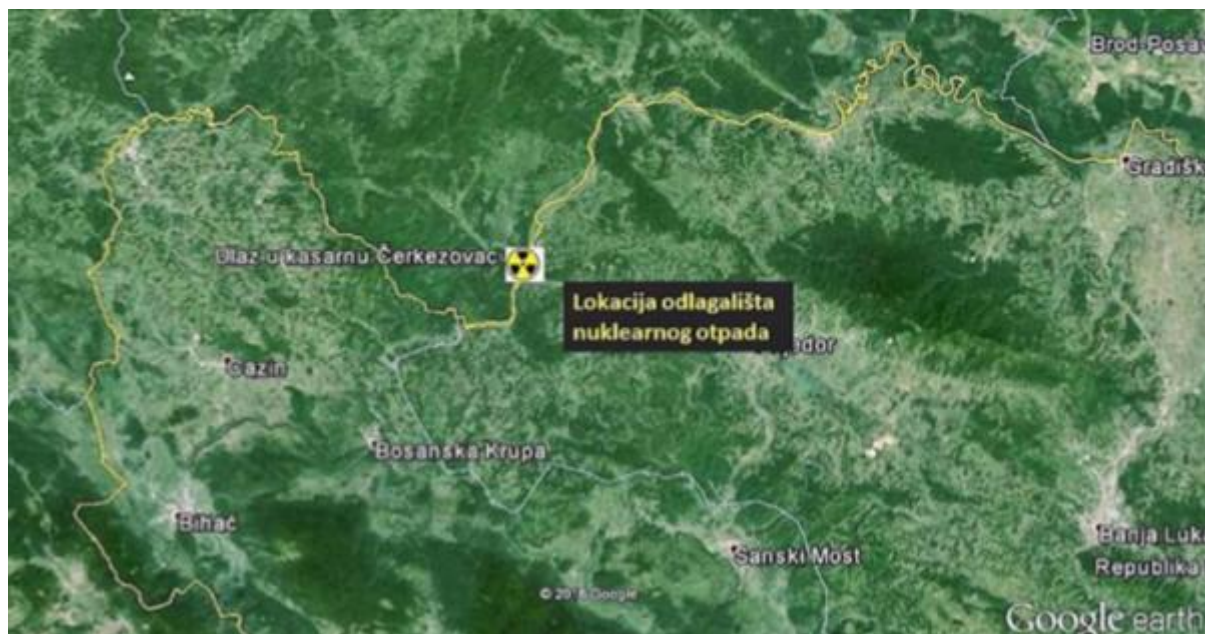 Brod-Posav
Gradišk
Ulaz u kasarnu Čerkezovac
Lokacija odlagališta
nuklearnog otpada
Cazin
Bosanska Krupa
Bihać
Sanski Most
Banja Luka
Republika
© Google
Google earth